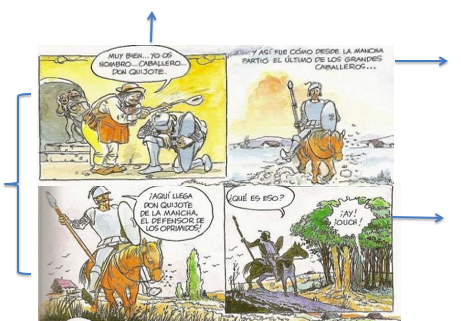 MUY BIEN... YO OS
NOMBRO... CABALLERO...
DON QUIJOTE.
...Y ASÍ FUE CÓMO DESDE LA MANCHA
PARTIÓ EL ÚLTIMO DE LOS GRANDES
CABALLEROS...
¡AQUÍ LLEGA
DON QUIJOTE
DE LA MANCHA,
EL DEFENSOR DE
LOS OPRIMIDOS!
¿QUÉ ES ESO?
¡AY!
¡OUCH!